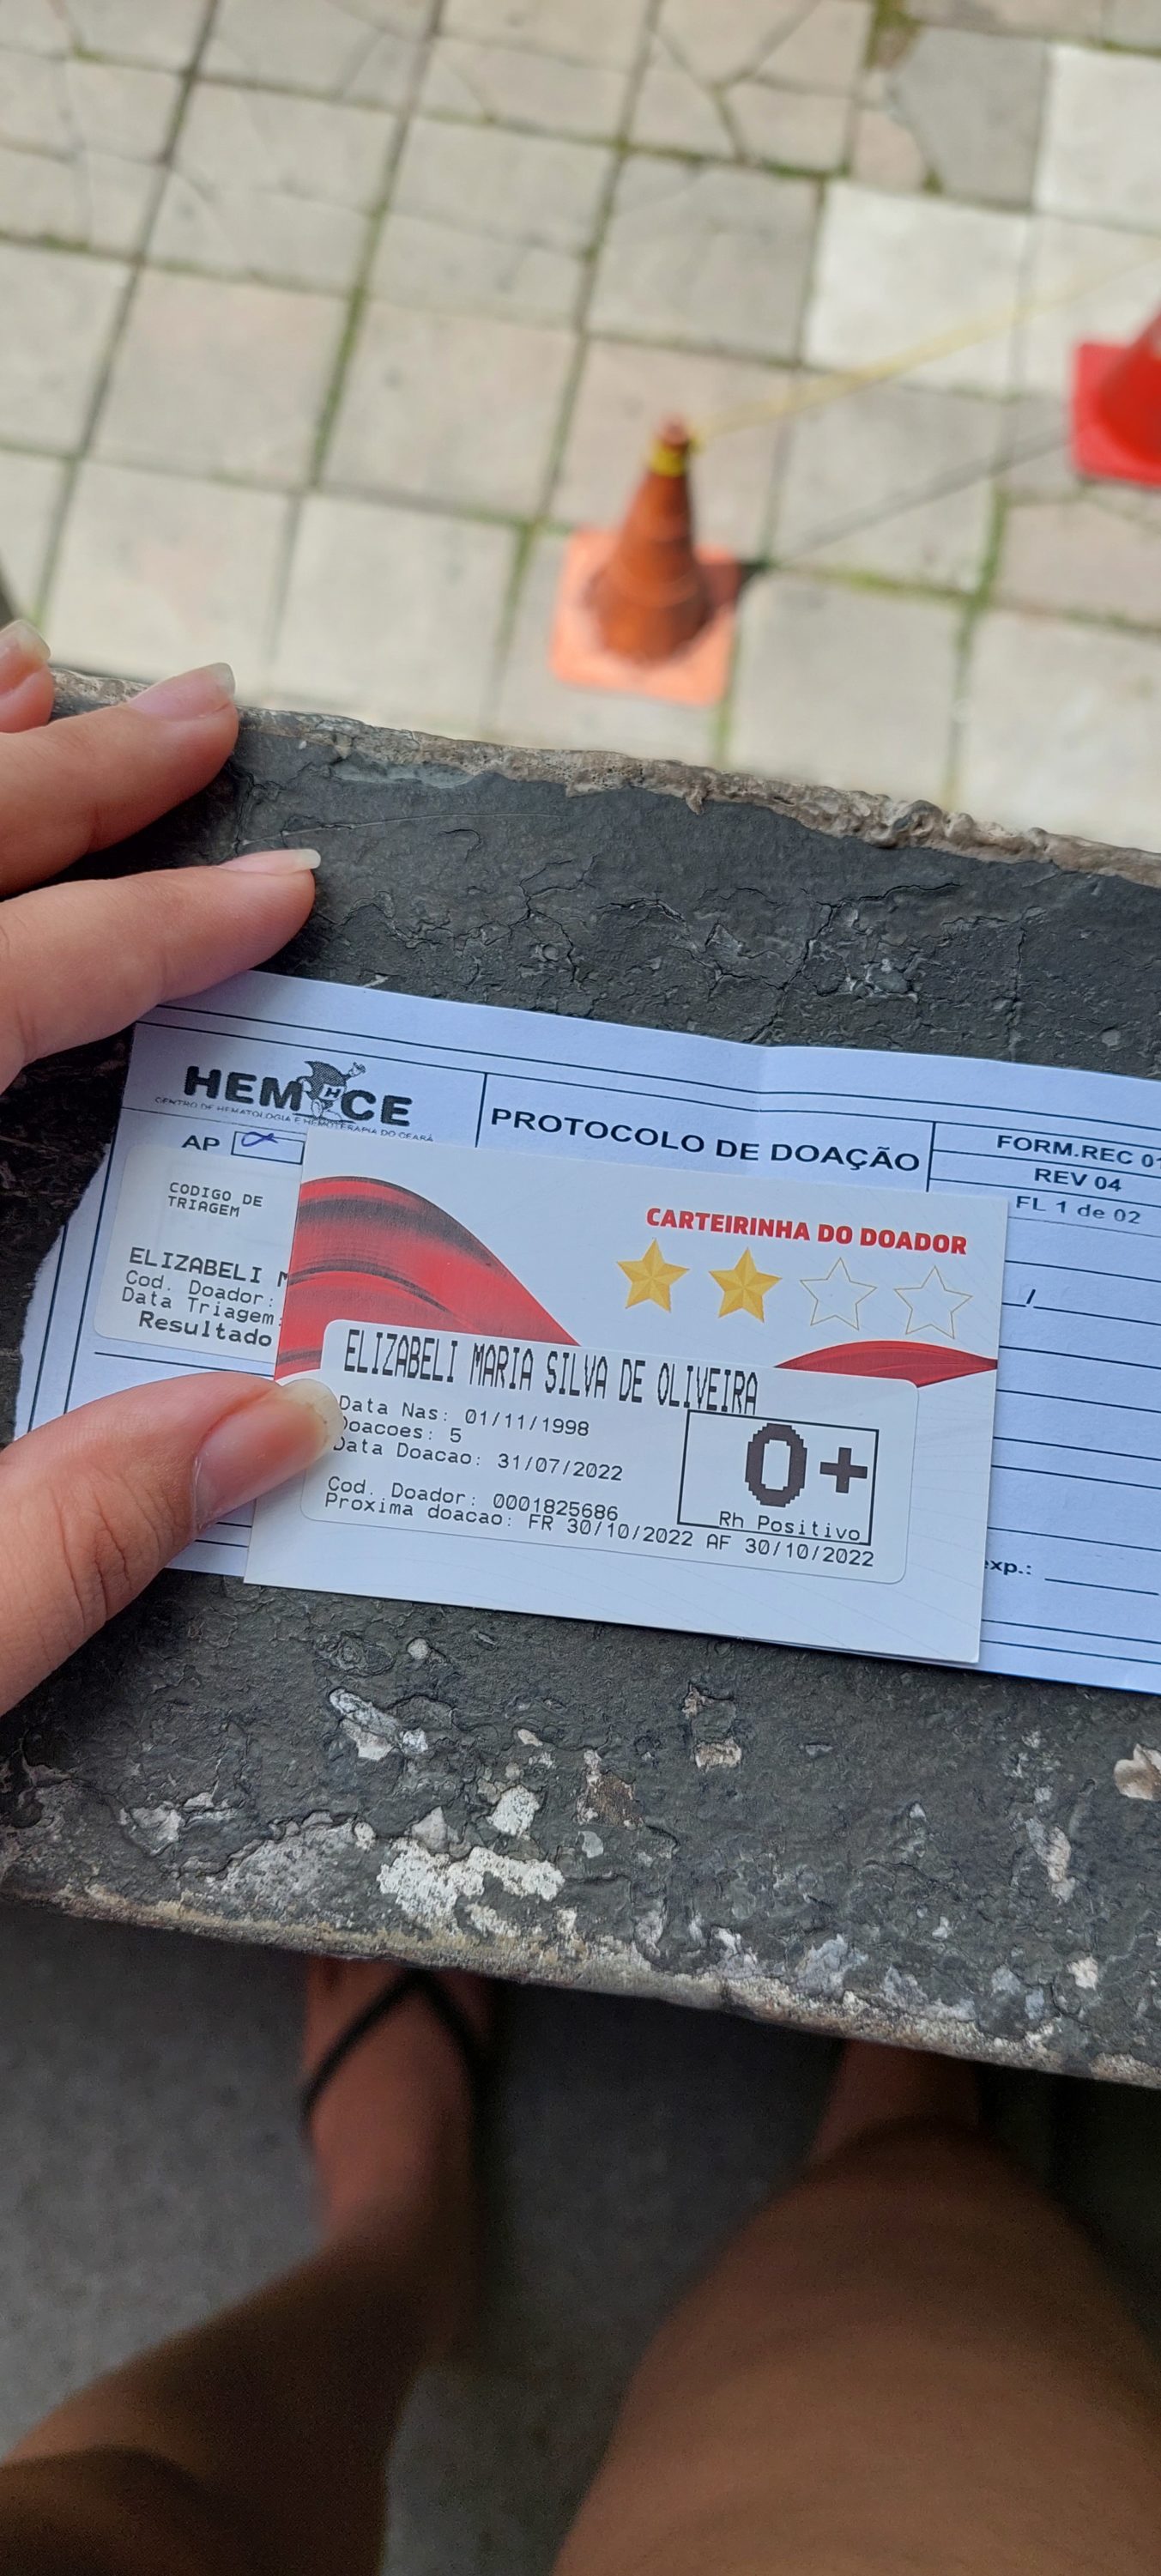 HEMOCE
CENTRO DE HEMATOLOGIA E HEMOTERAPIA DO CEARÁ
PROTOCOLO DE DOAÇÃO
FORM.REC 01
REV 04
FL 1 de 02
AP
CODIGO DE
TRIAGEM
ELIZABELI M
Cod. Doador:
Data Triagem:
Resultado
/
xp.:
CARTEIRINHA DO DOADOR
ELIZABELI MARIA SILVA DE OLIVEIRA
Data Nas: 01/11/1998
Doacoes: 5
Data Doacao: 31/07/2022
O+
Rh Positivo
Cod. Doador: 0001825686
Proxima doacao: FR 30/10/2022 AF 30/10/2022